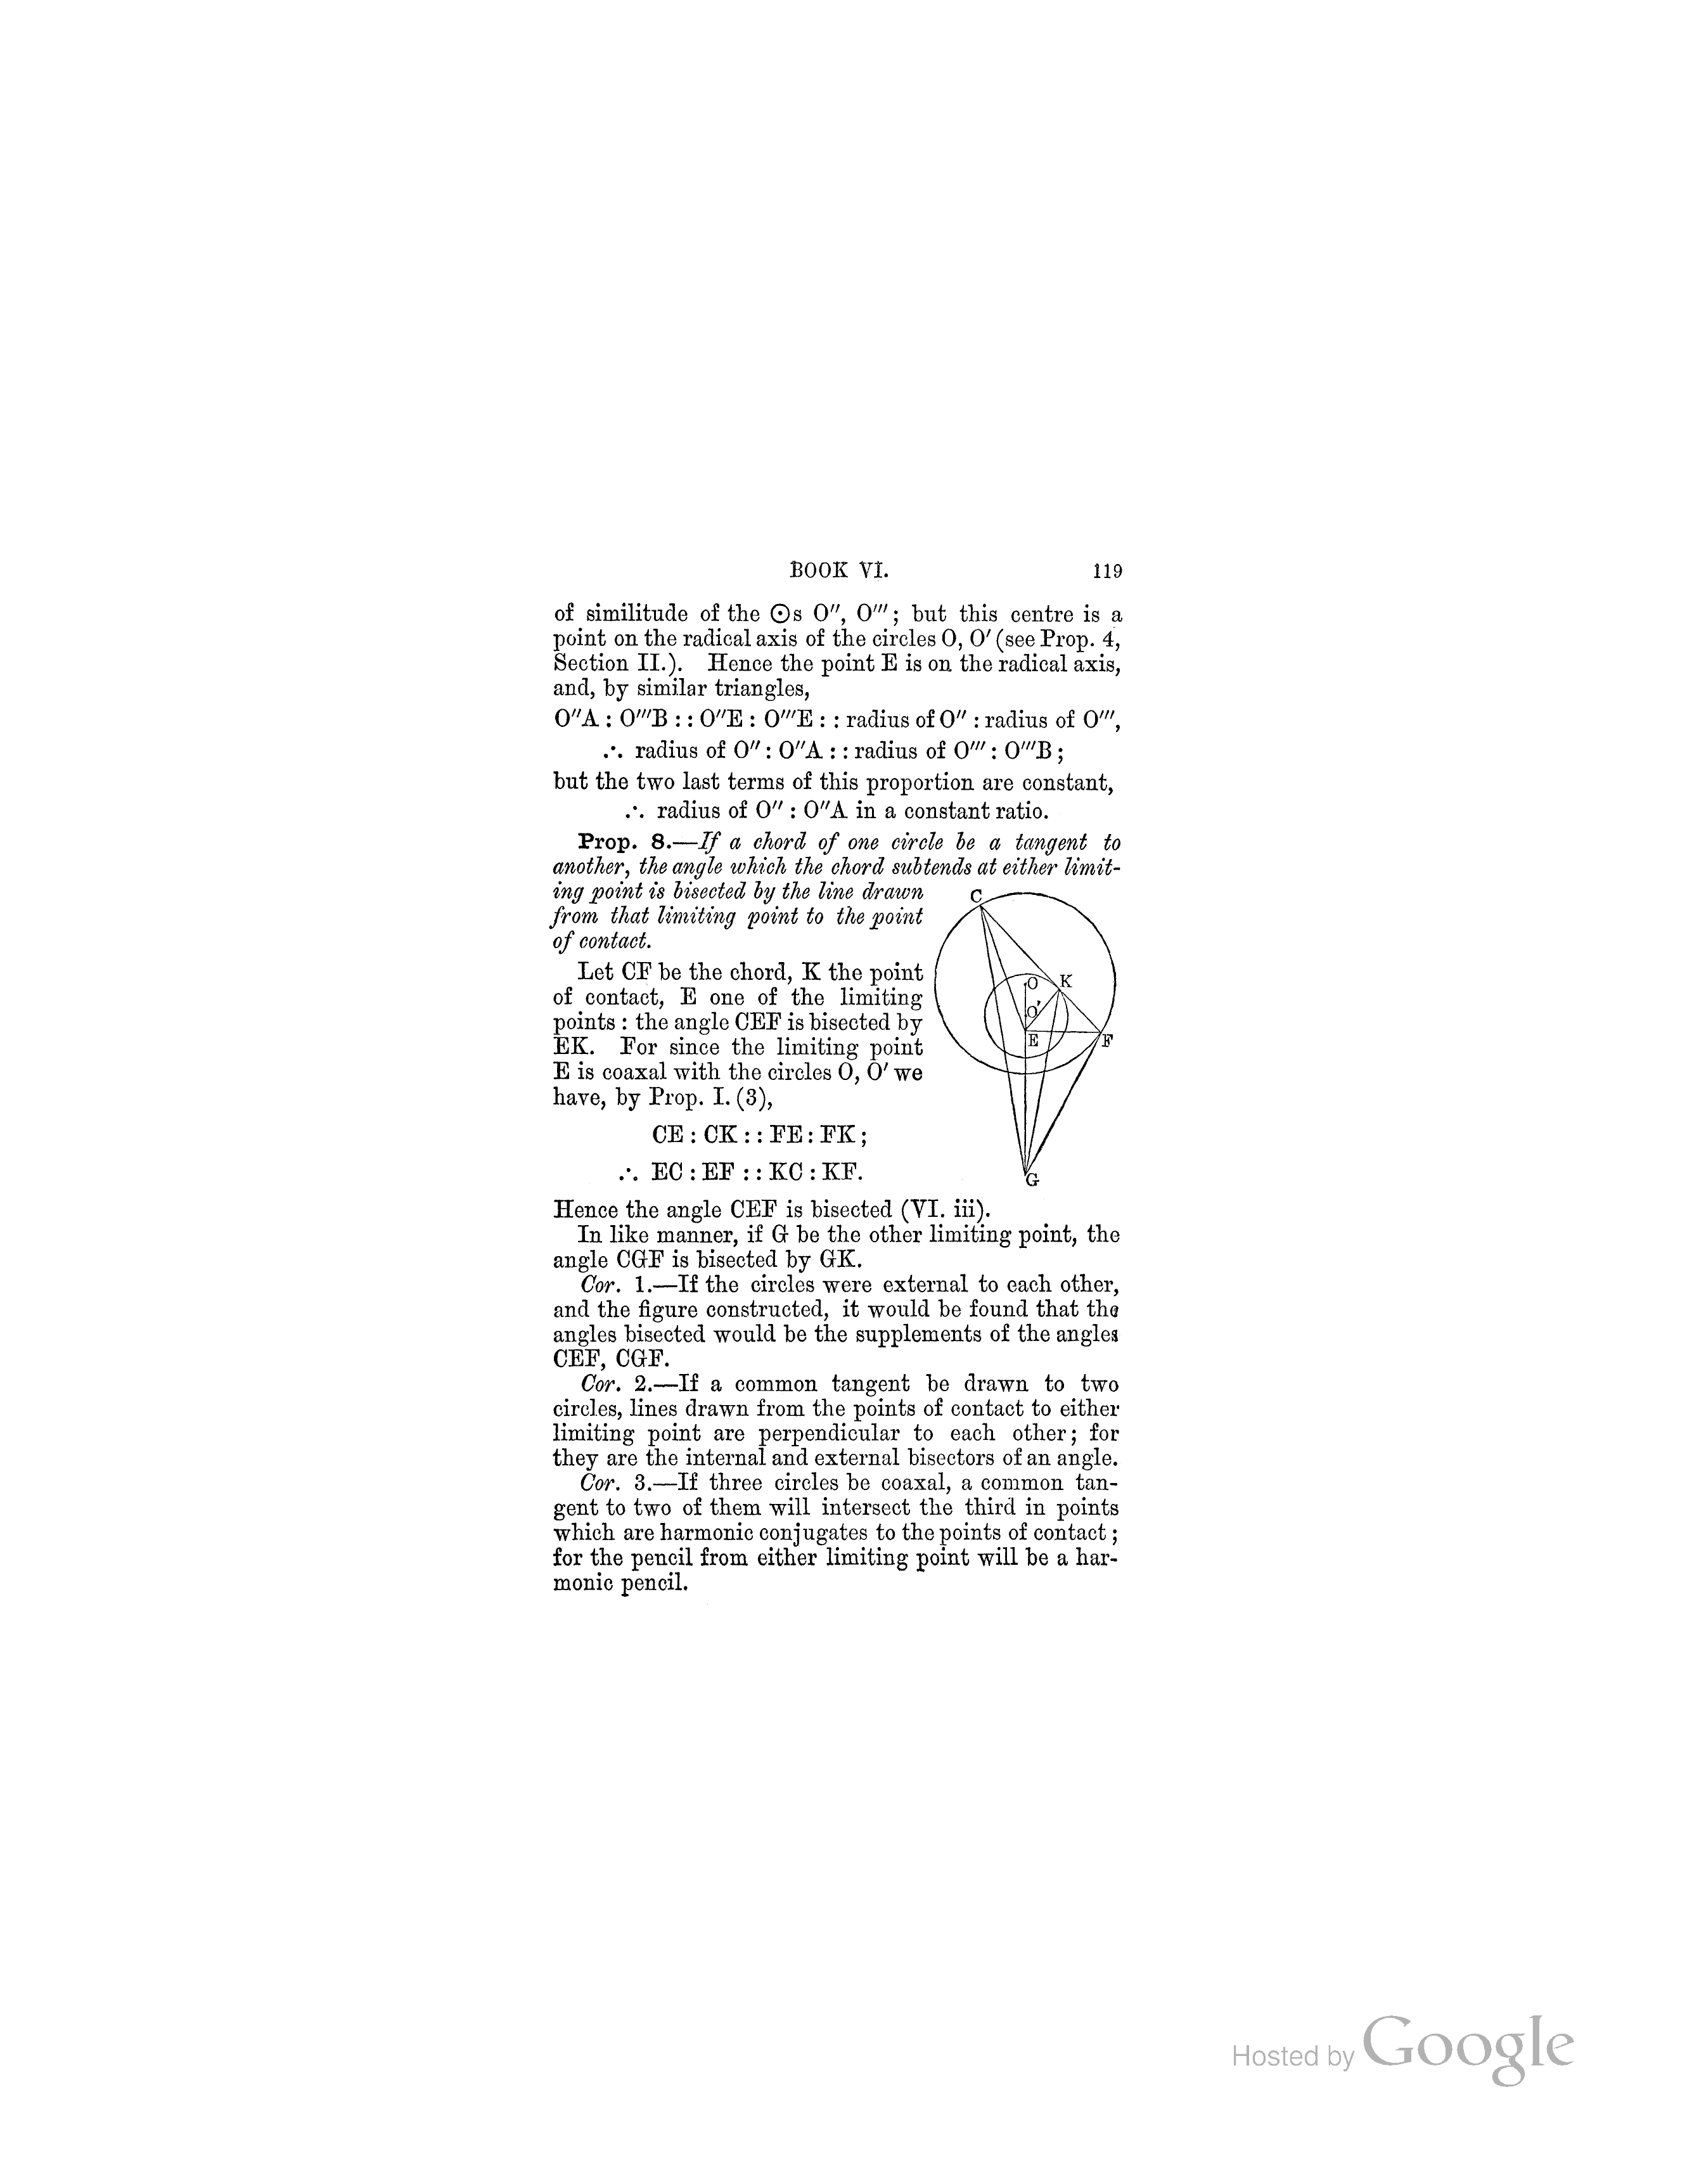 BOOK VI. 119
of similitude of the ⊙s O″, O‴; but this centre is a
point on the radical axis of the circles O, O′ (see Prop. 4,
Section II.). Hence the point E is on the radical axis,
and, by similar triangles,
O″A : O‴B :: O″E : O‴E :: radius of O″ : radius of O‴,
∴ radius of O″ : O″A :: radius of O‴ : O‴B;
but the two last terms of this proportion are constant,
∴ radius of O″ : O″A in a constant ratio.
Prop. 8.—If a chord of one circle be a tangent to
another, the angle which the chord subtends at either limit-
ing point is bisected by the line drawn
from that limiting point to the point
of contact.
Let CF be the chord, K the point
of contact, E one of the limiting
points : the angle CEF is bisected by
EK. For since the limiting point
E is coaxal with the circles O, O′ we
have, by Prop. I. (3),
CE : CK :: FE : FK;
∴ EC : EF :: KC : KF.
C
O
K
O′
E
F
G
Hence the angle CEF is bisected (VI. iii).
In like manner, if G be the other limiting point, the
angle CGF is bisected by GK.
Cor. 1.—If the circles were external to each other,
and the figure constructed, it would be found that the
angles bisected would be the supplements of the angles
CEF, CGF.
Cor. 2.—If a common tangent be drawn to two
circles, lines drawn from the points of contact to either
limiting point are perpendicular to each other; for
they are the internal and external bisectors of an angle.
Cor. 3.—If three circles be coaxal, a common tan-
gent to two of them will intersect the third in points
which are harmonic conjugates to the points of contact;
for the pencil from either limiting point will be a har-
monic pencil.
Hosted by Google